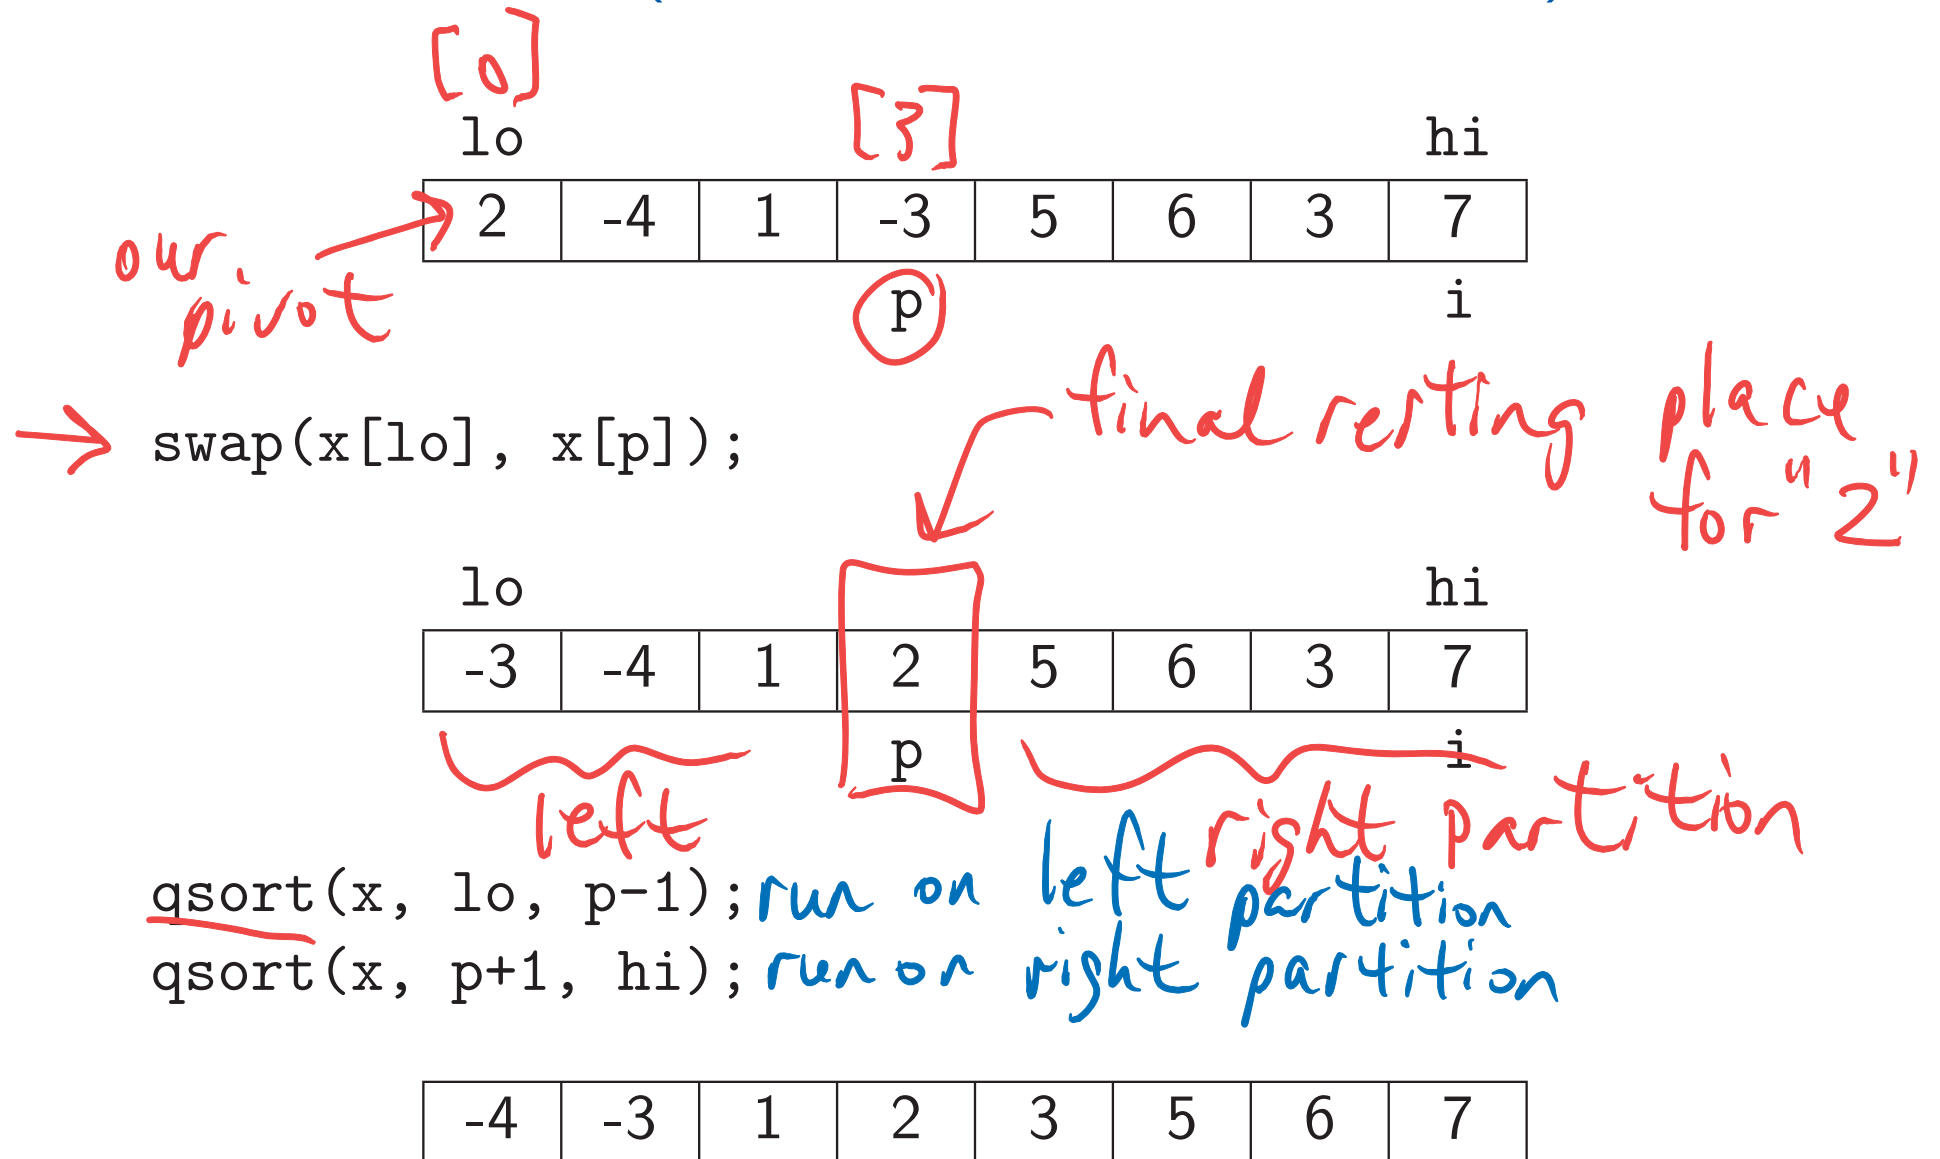 [0]
[3]
lo hi
2 -4 1 -3 5 6 3 7
our pivot
p i
swap(x[lo], x[p]);
final resting place
for "2"
lo hi
-3 -4 1 2 5 6 3 7
p i
left right partition
qsort(x, lo, p-1); run on left partition
qsort(x, p+1, hi); run on right partition
-4 -3 1 2 3 5 6 7